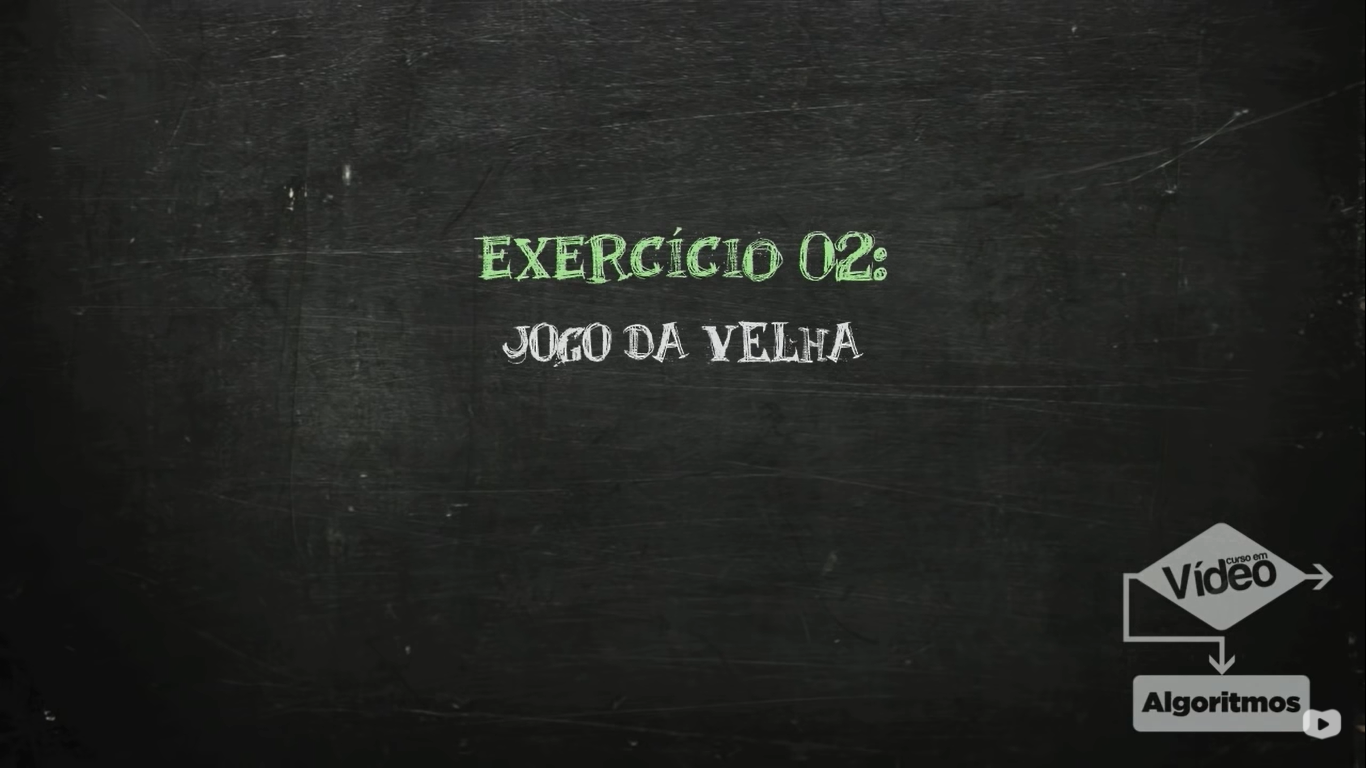 EXERCÍCIO 02:
JOGO DA VELHA
curso em
Vídeo
Algoritmos